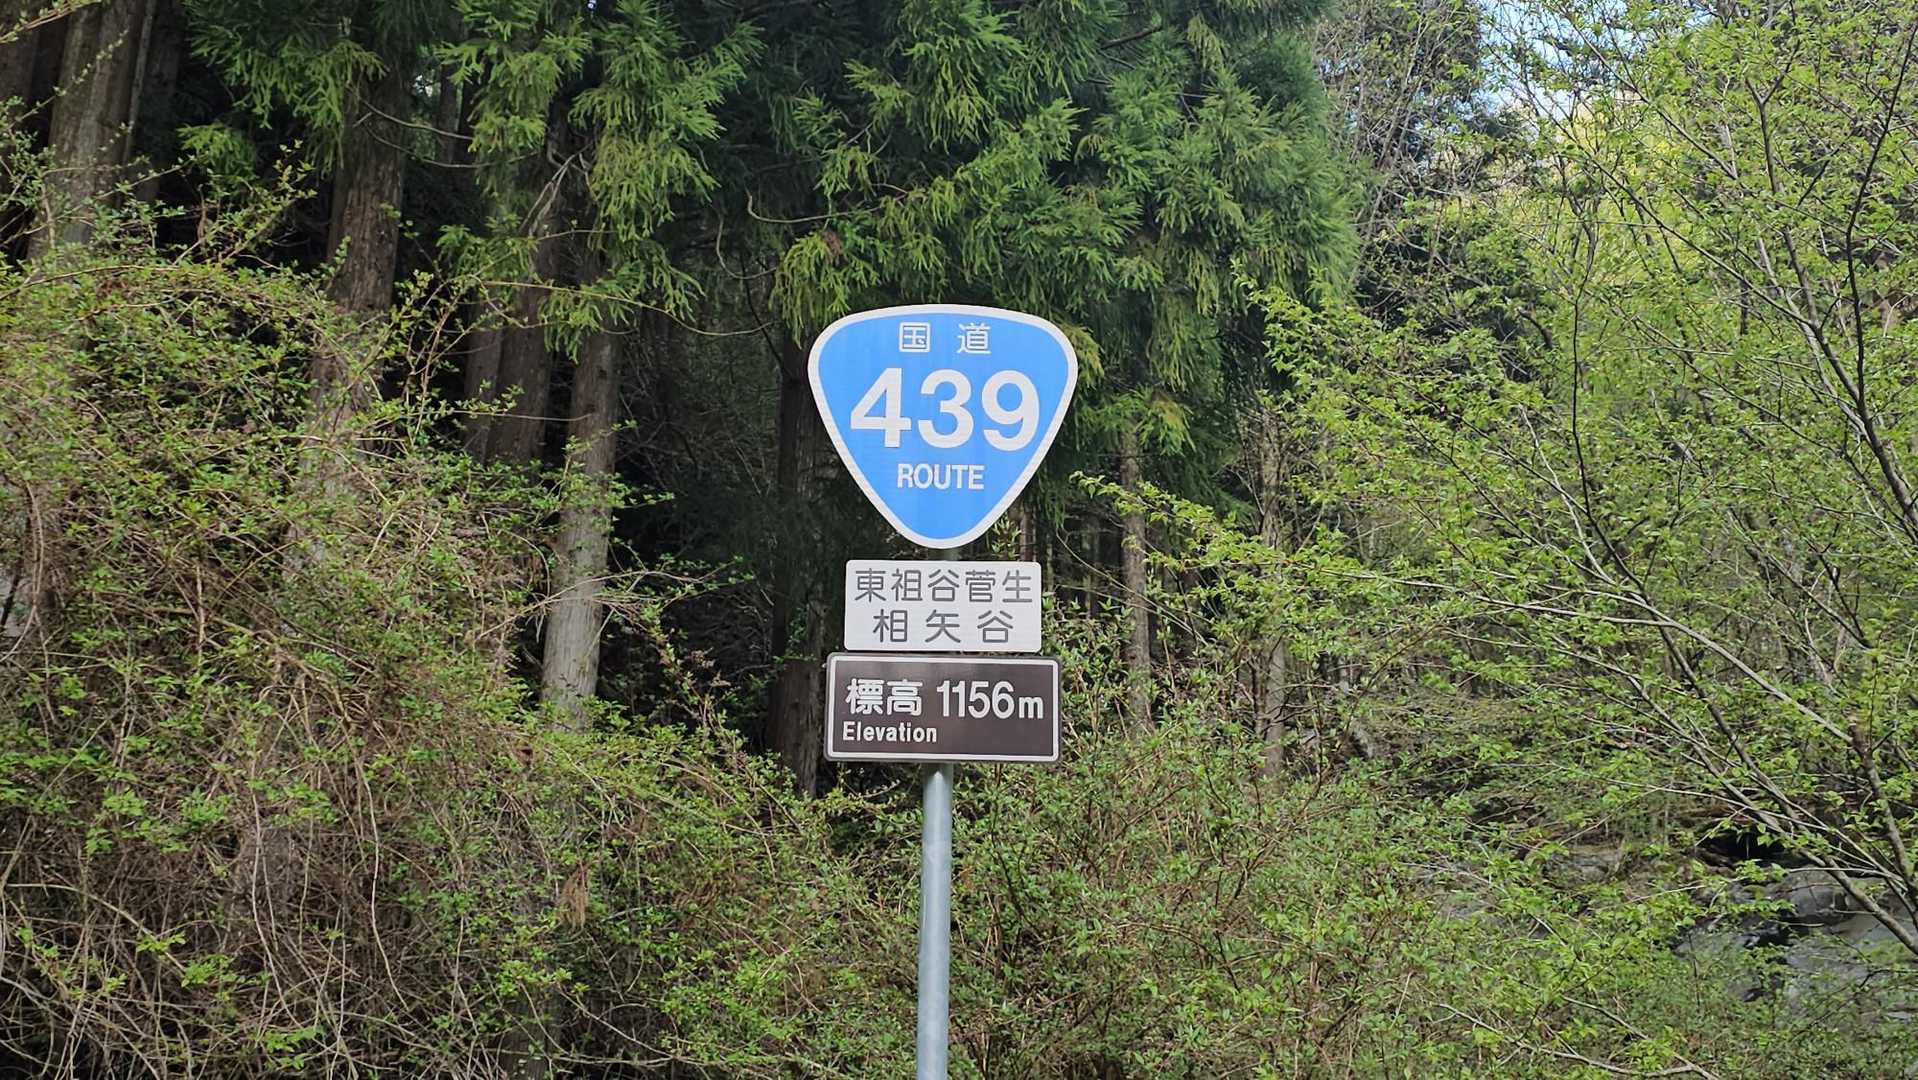 国道
439
ROUTE
東祖谷菅生
相矢谷
標高 1156m
Elevation